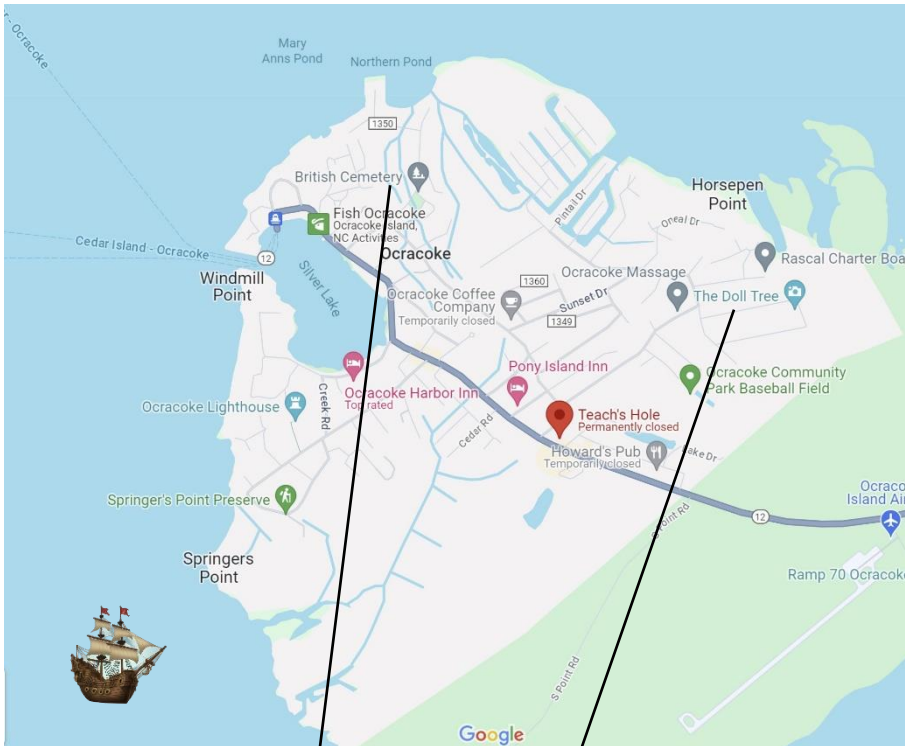 r - Ocracoke
Mary
Anns Pond
Northern Pond
1350
British Cemetery
Horsepen
Point
Pintail Dr
Oneal Dr
Fish Ocracoke
Ocracoke Island,
NC Activities
Cedar Island - Ocracoke
12
Ocracoke
Rascal Charter Boa
Windmill
Point
Silver Lake
Ocracoke Massage
1360
Sunset Dr
The Doll Tree
Ocracoke Coffee
Company
Temporarily closed
1349
Pony Island Inn
Ocracoke Community
Park Baseball Field
Ocracoke Harbor Inn
Top rated
Creek Rd
Ocracoke Lighthouse
Cedar Rd
Teach's Hole
Permanently closed
Howard's Pub
Temporarily closed
Lake Dr
Springer's Point Preserve
Ocraco
Island Air
12
S Point Rd
Springers
Point
Ramp 70 Ocracoke
S Point Rd
Google